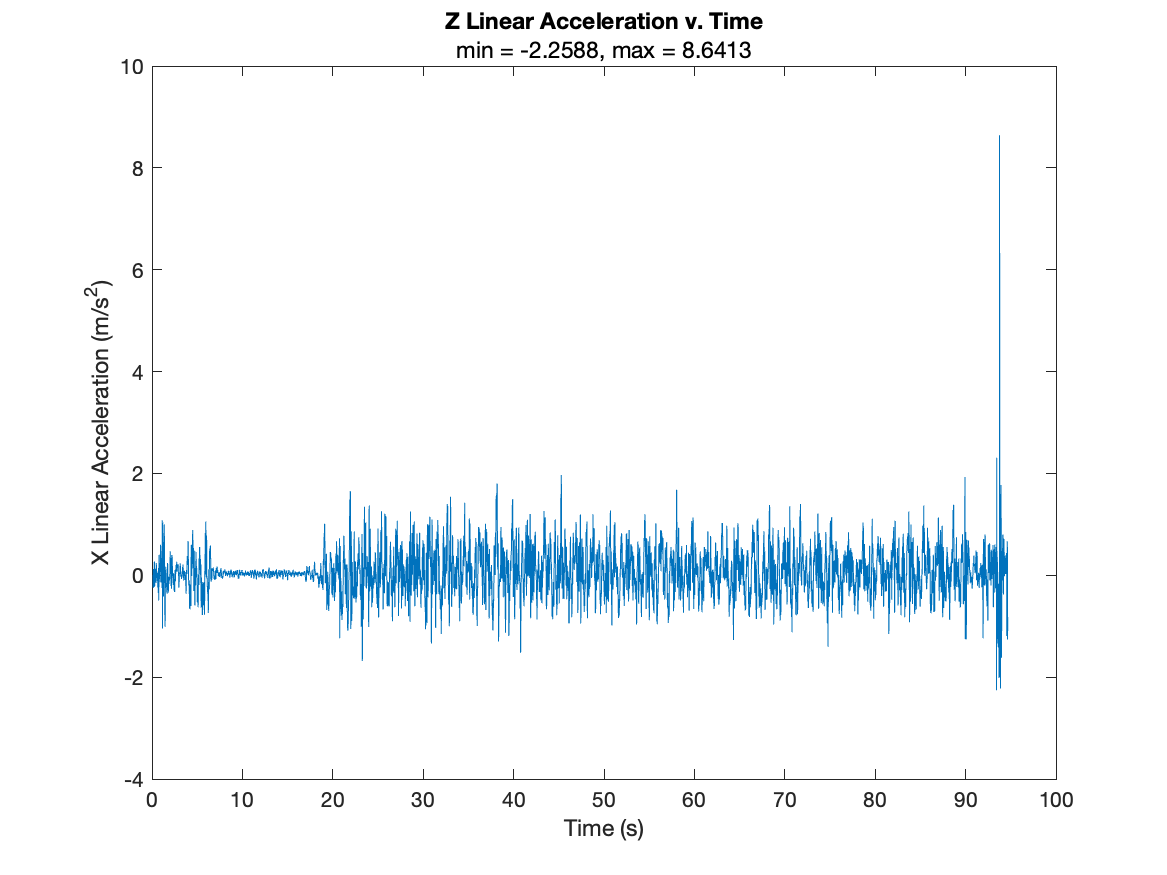 Z Linear Acceleration v. Time
min = -2.2588, max = 8.6413
X Linear Acceleration (m/s²)
10
8
6
4
2
0
-2
-4
0 10 20 30 40 50 60 70 80 90 100
Time (s)